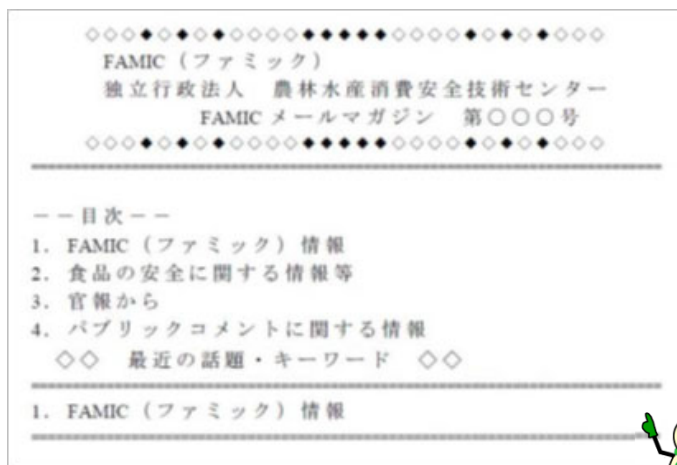 ◇◇◇◆◇◆◇◆◇◇◇◇◆◆◆◆◆◇◇◇◇◆◇◆◇◆◇◇◇
FAMIC（ファミック）
独立行政法人　農林水産消費安全技術センター
FAMIC メールマガジン　第〇〇〇号
◇◇◇◆◇◆◇◆◇◇◇◇◆◆◆◆◆◇◇◇◇◆◇◆◇◆◇◇◇
－－目次－－
1. FAMIC（ファミック）情報
2. 食品の安全に関する情報等
3. 官報から
4. パブリックコメントに関する情報
◇◇　最近の話題・キーワード　◇◇
1. FAMIC（ファミック）情報